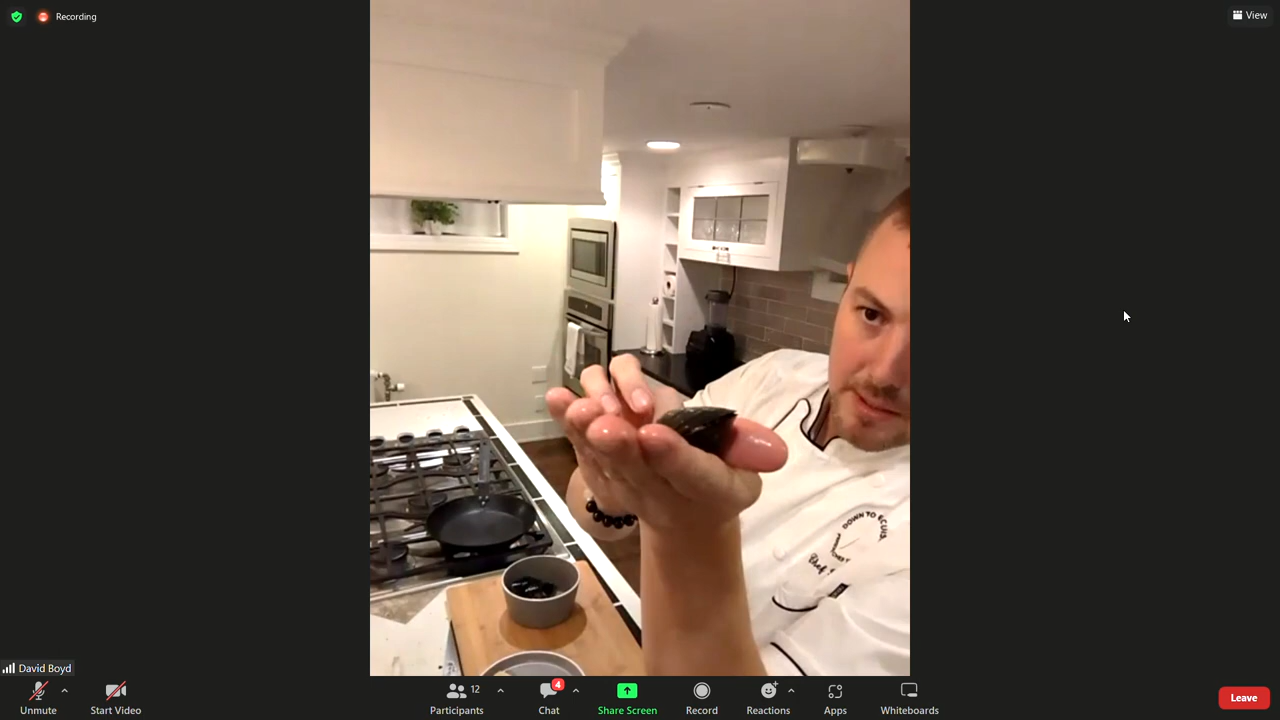 Recording
View
DOWN TO
Chef
David Boyd
Unmute
Start Video
12
Participants
4
Chat
Share Screen
Record
Reactions
Apps
Whiteboards
Leave